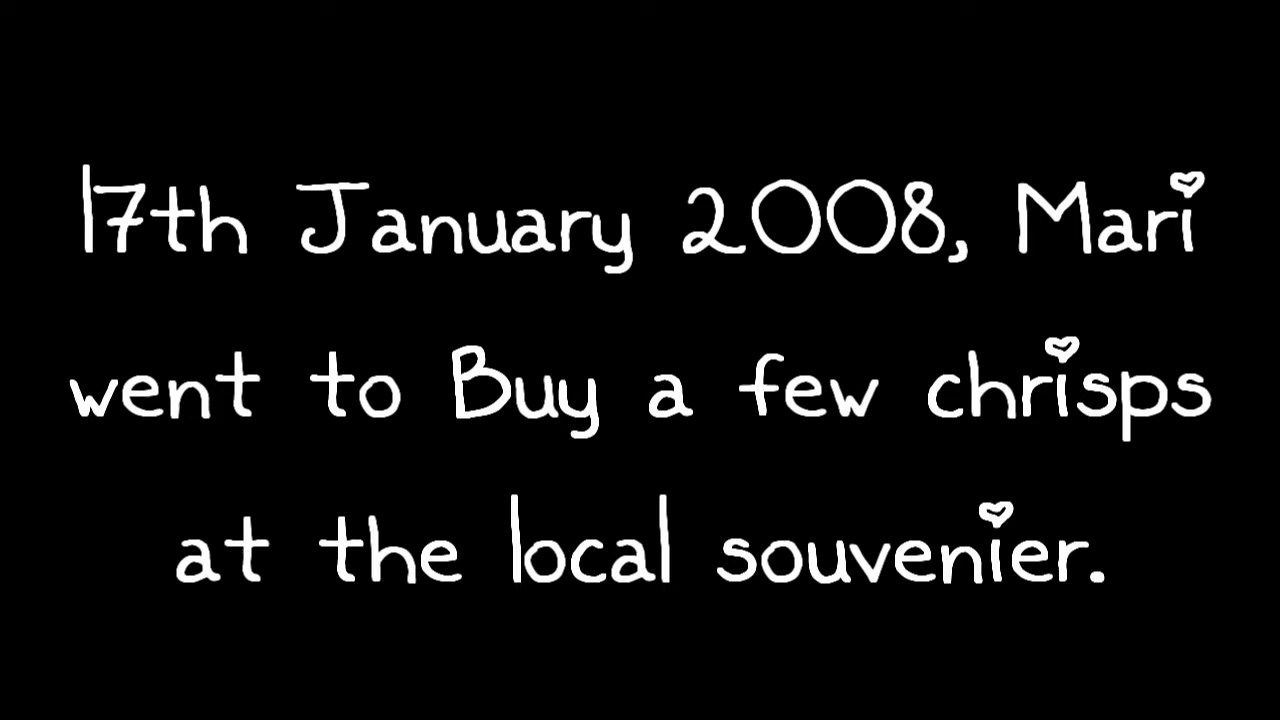 17th January 2008, Mari
went to Buy a few chrisps
at the local souvenier.